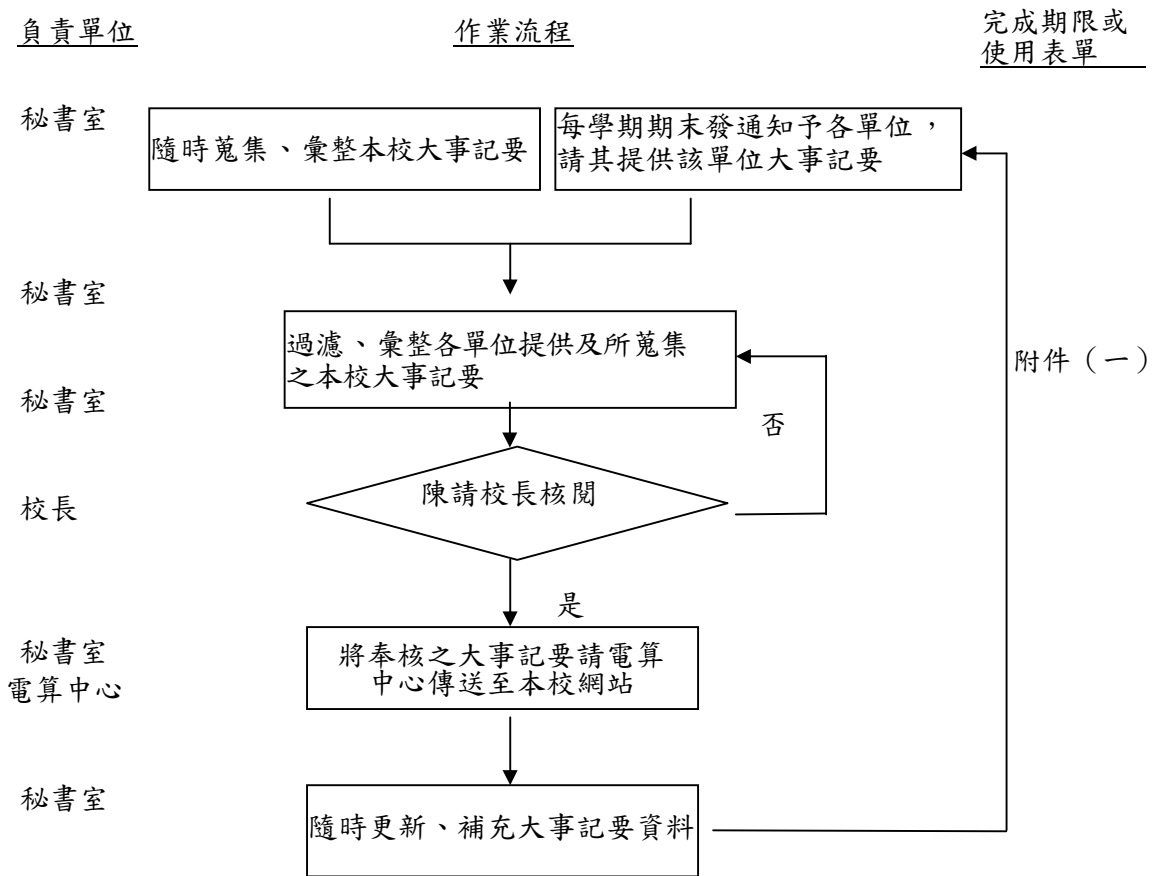 負責單位
作業流程
完成期限或
使用表單
秘書室
隨時蒐集、彙整本校大事記要
每學期期末發通知予各單位，
請其提供該單位大事記要
秘書室
過濾、彙整各單位提供及所蒐集
之本校大事記要
附件（一）
秘書室
否
陳請校長核閱
校長
是
秘書室
電算中心
將奉核之大事記要請電算
中心傳送至本校網站
秘書室
隨時更新、補充大事記要資料